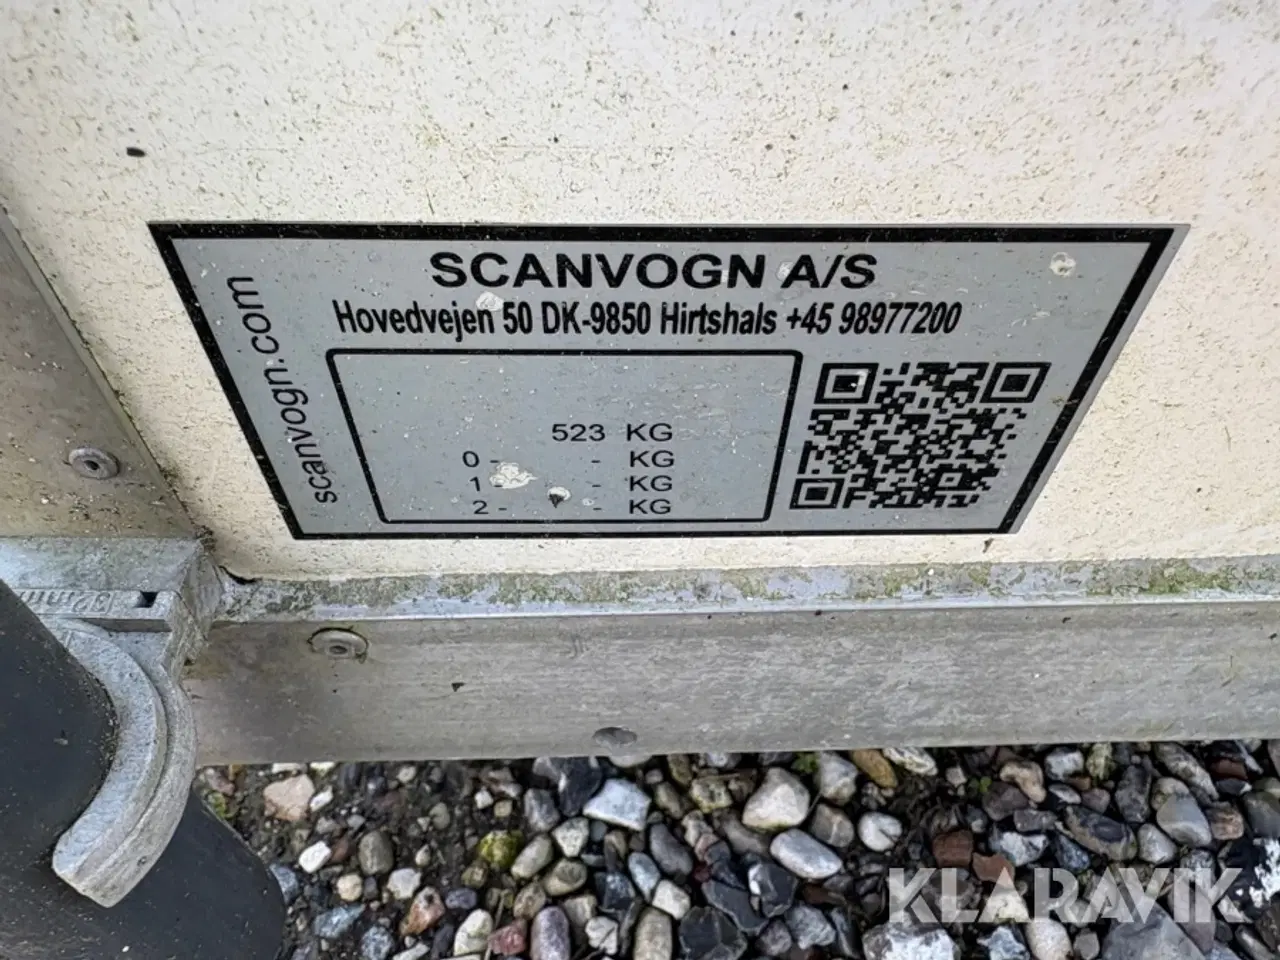 SCANVOGN A/S
Hovedvejen 50 DK-9850 Hirtshals +45 98977200
scanvogn.com
523 KG
0 - - KG
1 - - KG
2 - - KG
32mm
KLARAVIK